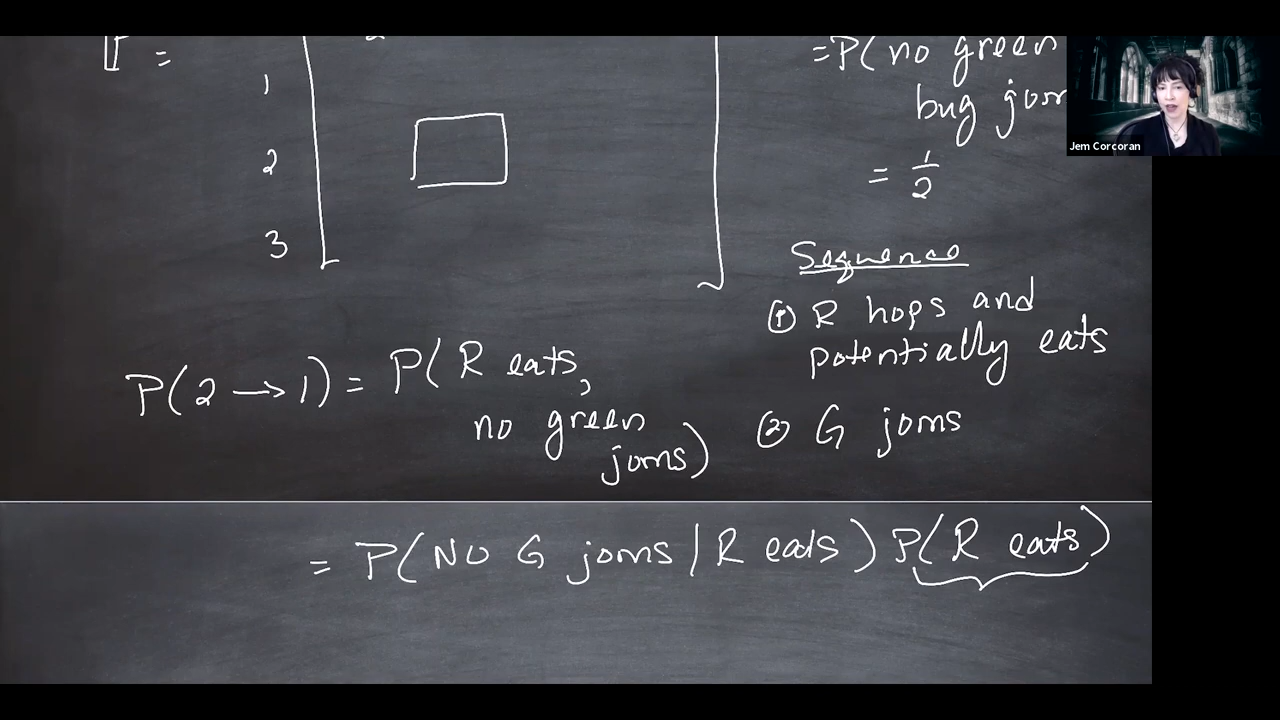 P =
1
2
3
= P( no green
bug
= 1/2
Sequence
① R hops and
potentially eats
② G joins
P( 2 → 1 ) = P( R eats,
no green
joins )
= P( NO G joins | R eats ) P( R eats )
Jem Corcoran